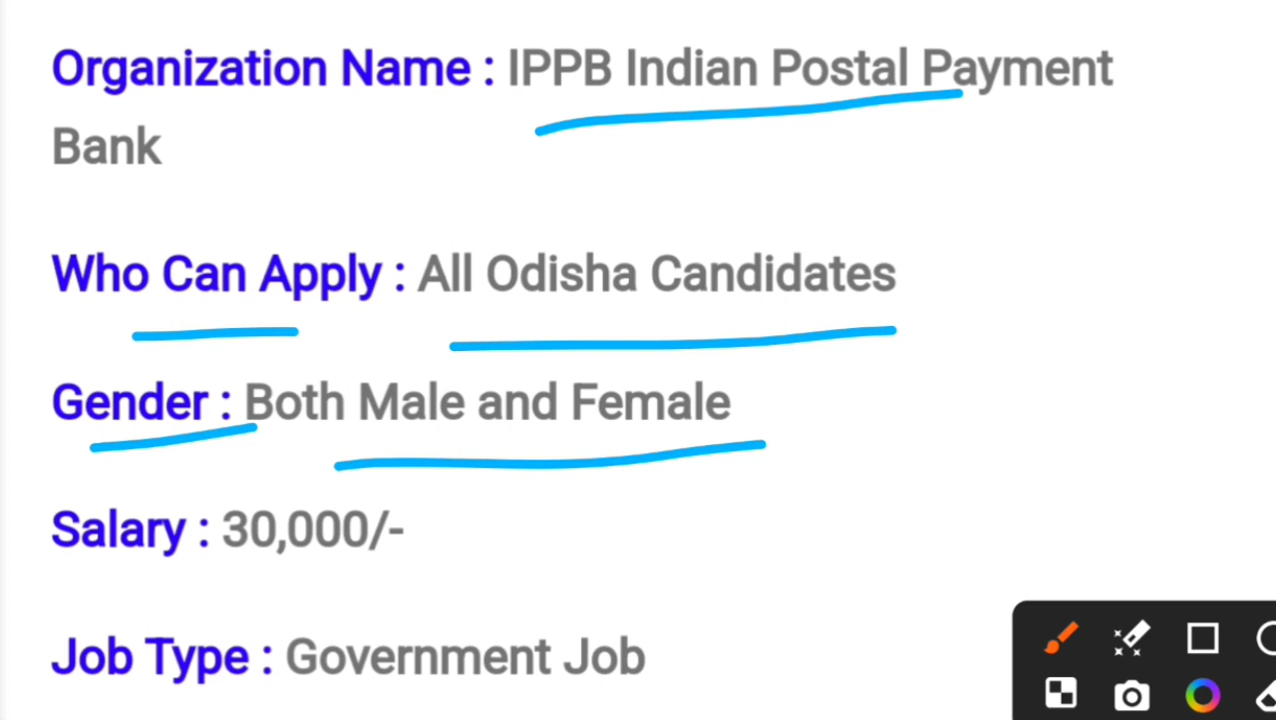 Organization Name : IPPB Indian Postal Payment
Bank
Who Can Apply : All Odisha Candidates
Gender : Both Male and Female
Salary : 30,000/-
Job Type : Government Job